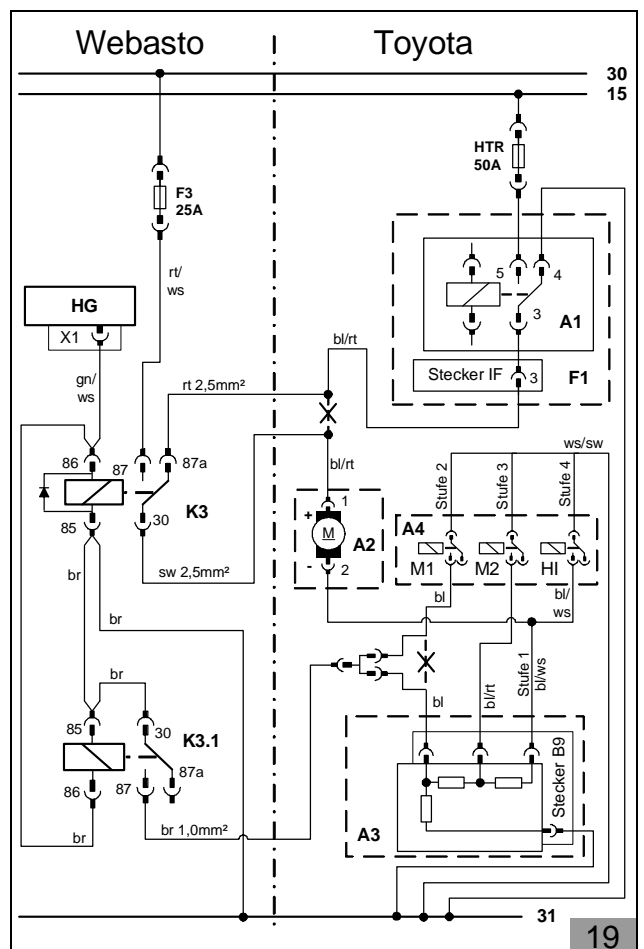 Webasto
Toyota
30
15
HTR
50A
F3
25A
rt/
ws
HG
X1
5
4
3
A1
bl/rt
Stecker IF
3
F1
gn/
ws
rt 2,5mm²
ws/sw
86
87
87a
bl/rt
Stufe 2
Stufe 3
Stufe 4
K3
1
A4
85
30
+
M
A2
M1
M2
HI
-
2
br
sw 2,5mm²
bl
bl/
ws
br
Stufe 1
bl/rt
bl/ws
br
bl
85
30
K3.1
87a
Stecker B9
86
87
br
br 1,0mm²
A3
31
19